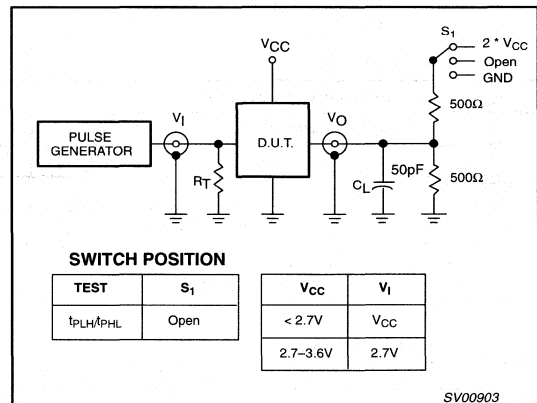 S1
2 * VCC
Open
GND
VCC
500Ω
VI
VO
PULSE
GENERATOR
D.U.T.
RT
CL
50pF
500Ω
SWITCH POSITION
TEST S1
tPLH/tPHL Open
VCC VI
< 2.7V VCC
2.7–3.6V 2.7V
SV00903